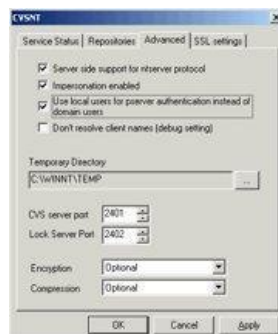 CVSNT
Service Status Repositories Advanced SSL settings
Server side support for ntserver protocol
Impersonation enabled
Use local users for pserver authentication instead of
domain users
Don't resolve client names (debug setting)
Temporary Directory
C:\WINNT\TEMP
...
CVS server port 2401
Lock Server Port 2402
Encryption Optional
Compression Optional
OK Cancel Apply